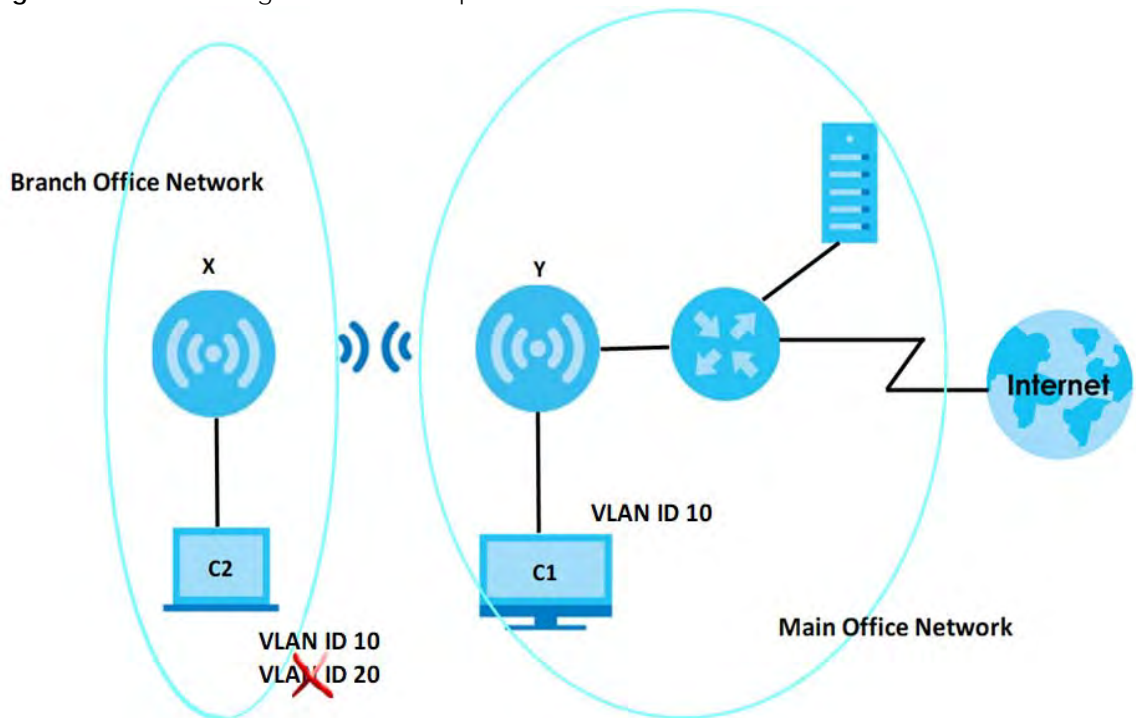 Branch Office Network
X
Y
Internet
VLAN ID 10
C2
C1
VLAN ID 10
VLAN ID 20
Main Office Network